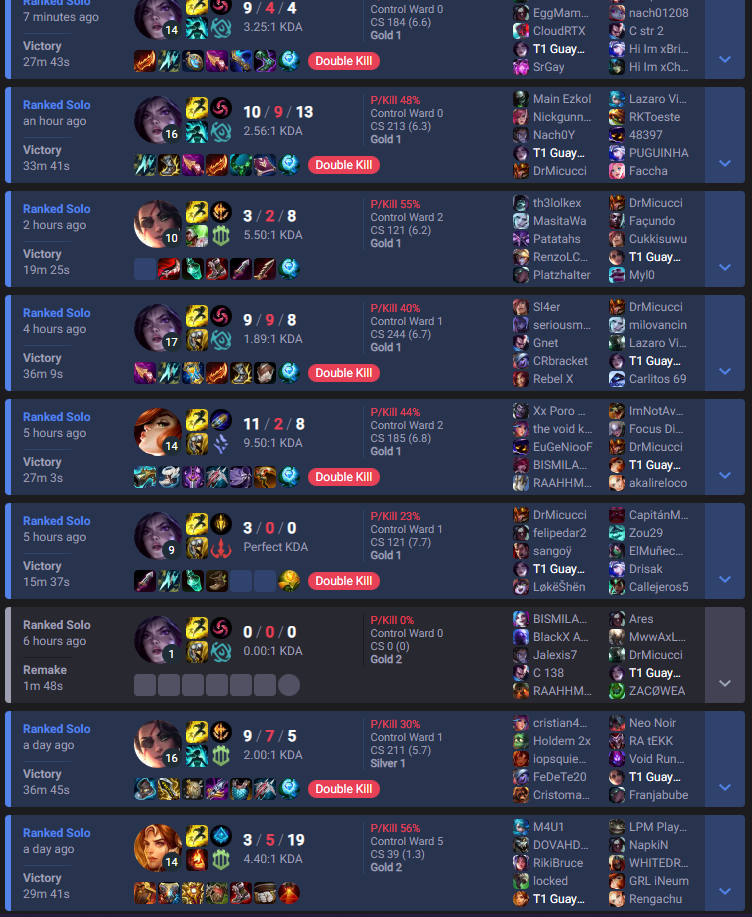 Ranked Solo
7 minutes ago
Victory
27m 43s
14
9 / 4 / 4
3.25:1 KDA
Double Kill
Control Ward 0
CS 184 (6.6)
Gold 1
EggMam...
CloudRTX
T1 Guay...
SrGay
nach01208
C str 2
Hi Im xBri...
Hi Im xCh...
Ranked Solo
an hour ago
Victory
33m 41s
16
10 / 9 / 13
2.56:1 KDA
Double Kill
P/Kill 48%
Control Ward 0
CS 213 (6.3)
Gold 1
Main Ezkol
Nickgunn...
Nach0Y
T1 Guay...
DrMicucci
Lazaro Vi...
RKToeste
48397
PUGUINHA
Faccha
Ranked Solo
2 hours ago
Victory
19m 25s
10
3 / 2 / 8
5.50:1 KDA
P/Kill 55%
Control Ward 2
CS 121 (6.2)
Gold 1
th3lolkex
MasitaWa
Patatahs
RenzoLC...
Platzhalter
DrMicucci
Façundo
Cukkisuwu
T1 Guay...
Myl0
Ranked Solo
4 hours ago
Victory
36m 9s
17
9 / 9 / 8
1.89:1 KDA
Double Kill
P/Kill 40%
Control Ward 1
CS 244 (6.7)
Gold 1
Sl4er
seriousm...
Gnet
CRbracket
Rebel X
DrMicucci
milovancin
Lazaro Vi...
T1 Guay...
Carlitos 69
Ranked Solo
5 hours ago
Victory
27m 3s
14
11 / 2 / 8
9.50:1 KDA
Double Kill
P/Kill 44%
Control Ward 2
CS 185 (6.8)
Gold 1
Xx Poro ...
the void k...
EuGeNiooF
BISMILA...
RAAHHM...
ImNotAv...
Focus Di...
DrMicucci
T1 Guay...
akalireloco
Ranked Solo
5 hours ago
Victory
15m 37s
9
3 / 0 / 0
Perfect KDA
Double Kill
P/Kill 23%
Control Ward 1
CS 121 (7.7)
Gold 1
DrMicucci
felipedar2
sangoÿ
T1 Guay...
LøkëŠhën
CapitánM...
Zou29
ElMuñec...
Drisak
Callejeros5
Ranked Solo
6 hours ago
Remake
1m 48s
1
0 / 0 / 0
0.00:1 KDA
P/Kill 0%
Control Ward 0
CS 0 (0)
Gold 2
BISMILA...
BlackX A...
Jalexis7
C 138
RAAHHM...
Ares
MwwAxL...
DrMicucci
T1 Guay...
ZACØWEA
Ranked Solo
a day ago
Victory
36m 45s
16
9 / 7 / 5
2.00:1 KDA
Double Kill
P/Kill 30%
Control Ward 1
CS 211 (5.7)
Silver 1
cristian4...
Holdem 2x
iopsquie...
FeDeTe20
Cristoma...
Neo Noir
RA tEKK
Void Run...
T1 Guay...
Franjabube
Ranked Solo
a day ago
Victory
29m 41s
14
3 / 5 / 19
4.40:1 KDA
P/Kill 56%
Control Ward 5
CS 39 (1.3)
Gold 2
M4U1
DOVAHD...
RikiBruce
locked
T1 Guay...
LPM Play...
NapkiN
WHITEDR...
GRL iNeum
Rengachu